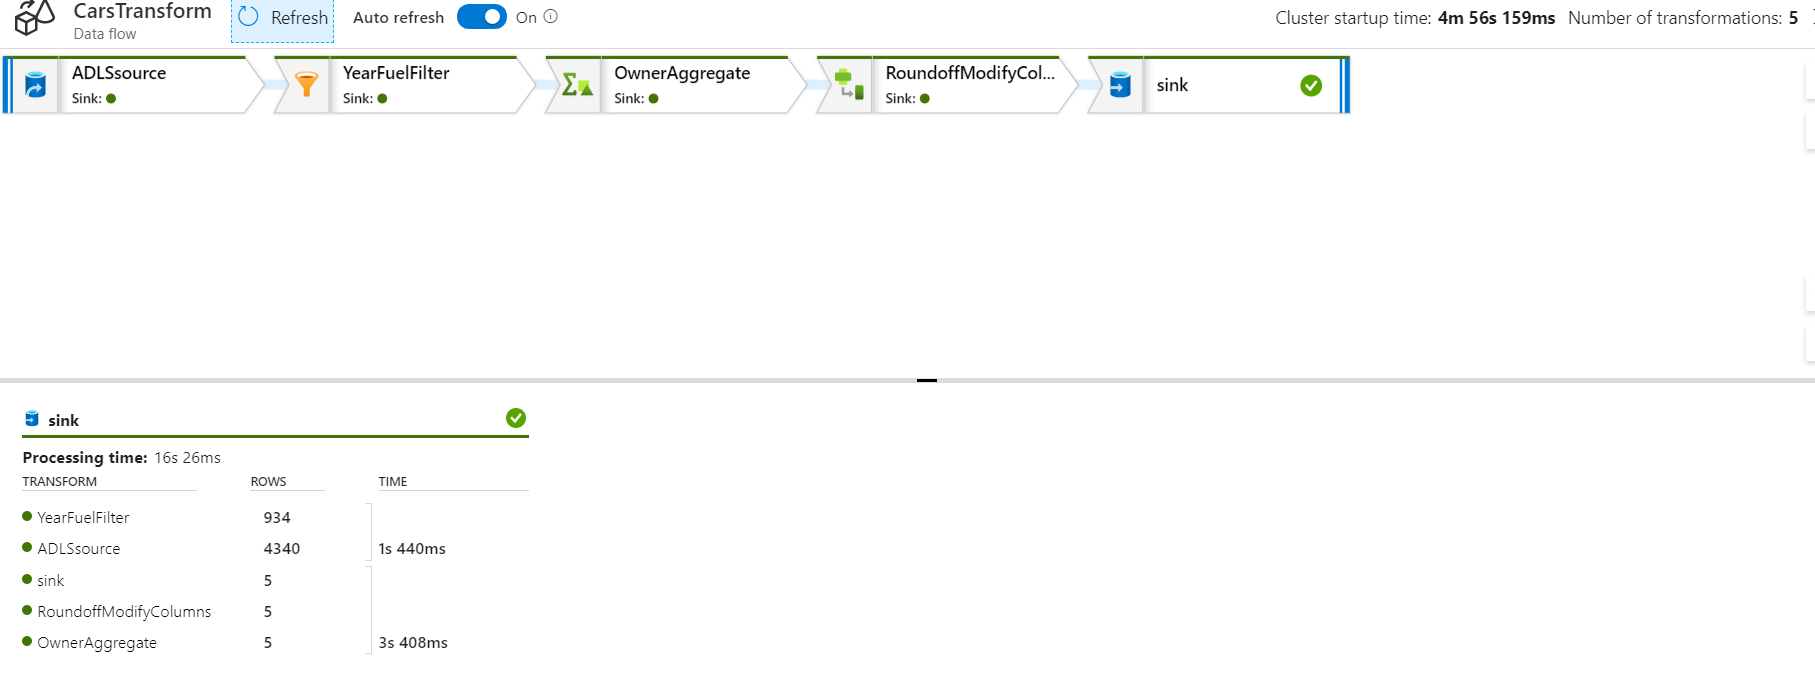 CarsTransform
Data flow
Refresh
Auto refresh
On
Cluster startup time: 4m 56s 159ms Number of transformations: 5
ADLSsource
Sink:
YearFuelFilter
Sink:
OwnerAggregate
Sink:
RoundoffModifyCol...
Sink:
sink
sink
Processing time: 16s 26ms
TRANSFORM ROWS TIME
YearFuelFilter 934
ADLSsource 4340 1s 440ms
sink 5
RoundoffModifyColumns 5
OwnerAggregate 5 3s 408ms